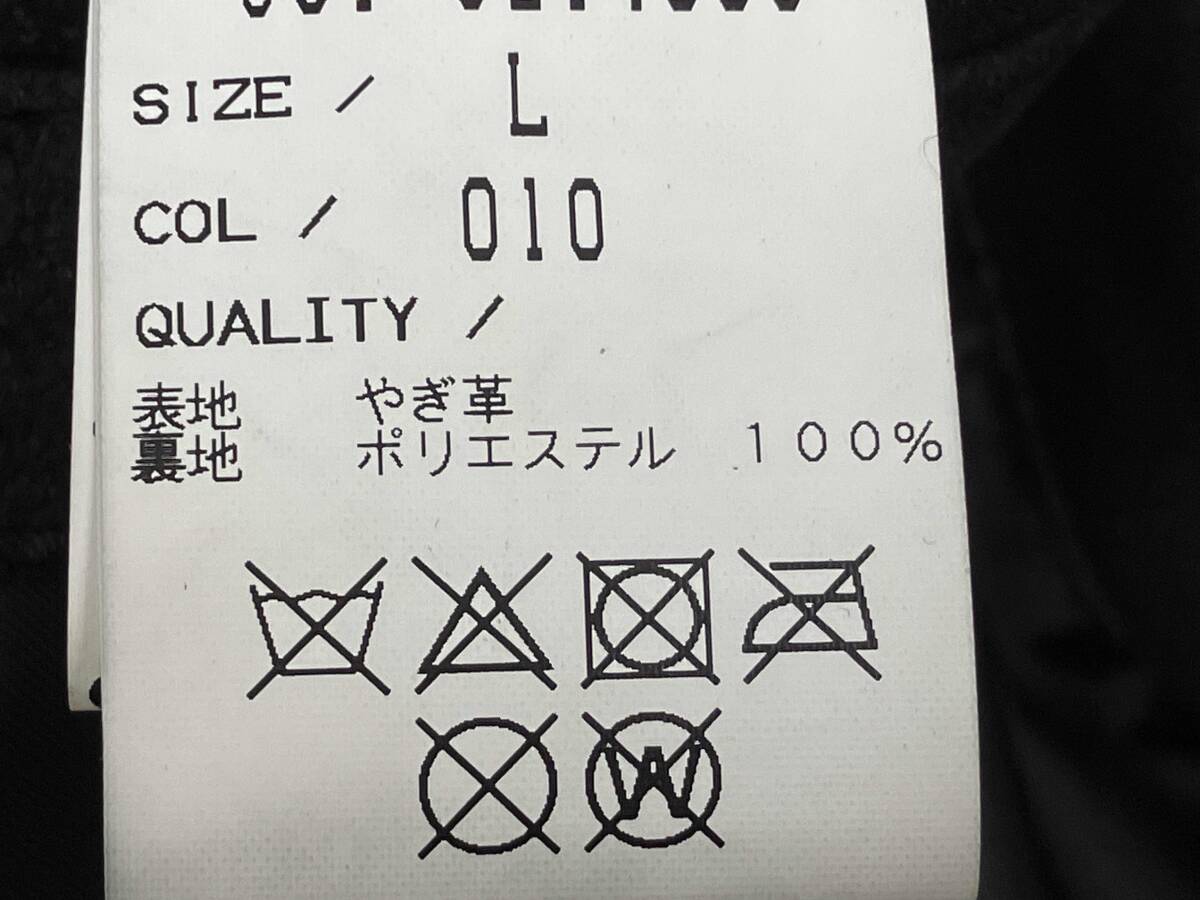 SIZE / L
COL / 010
QUALITY /
表地 やぎ革
裏地 ポリエステル 100%
W